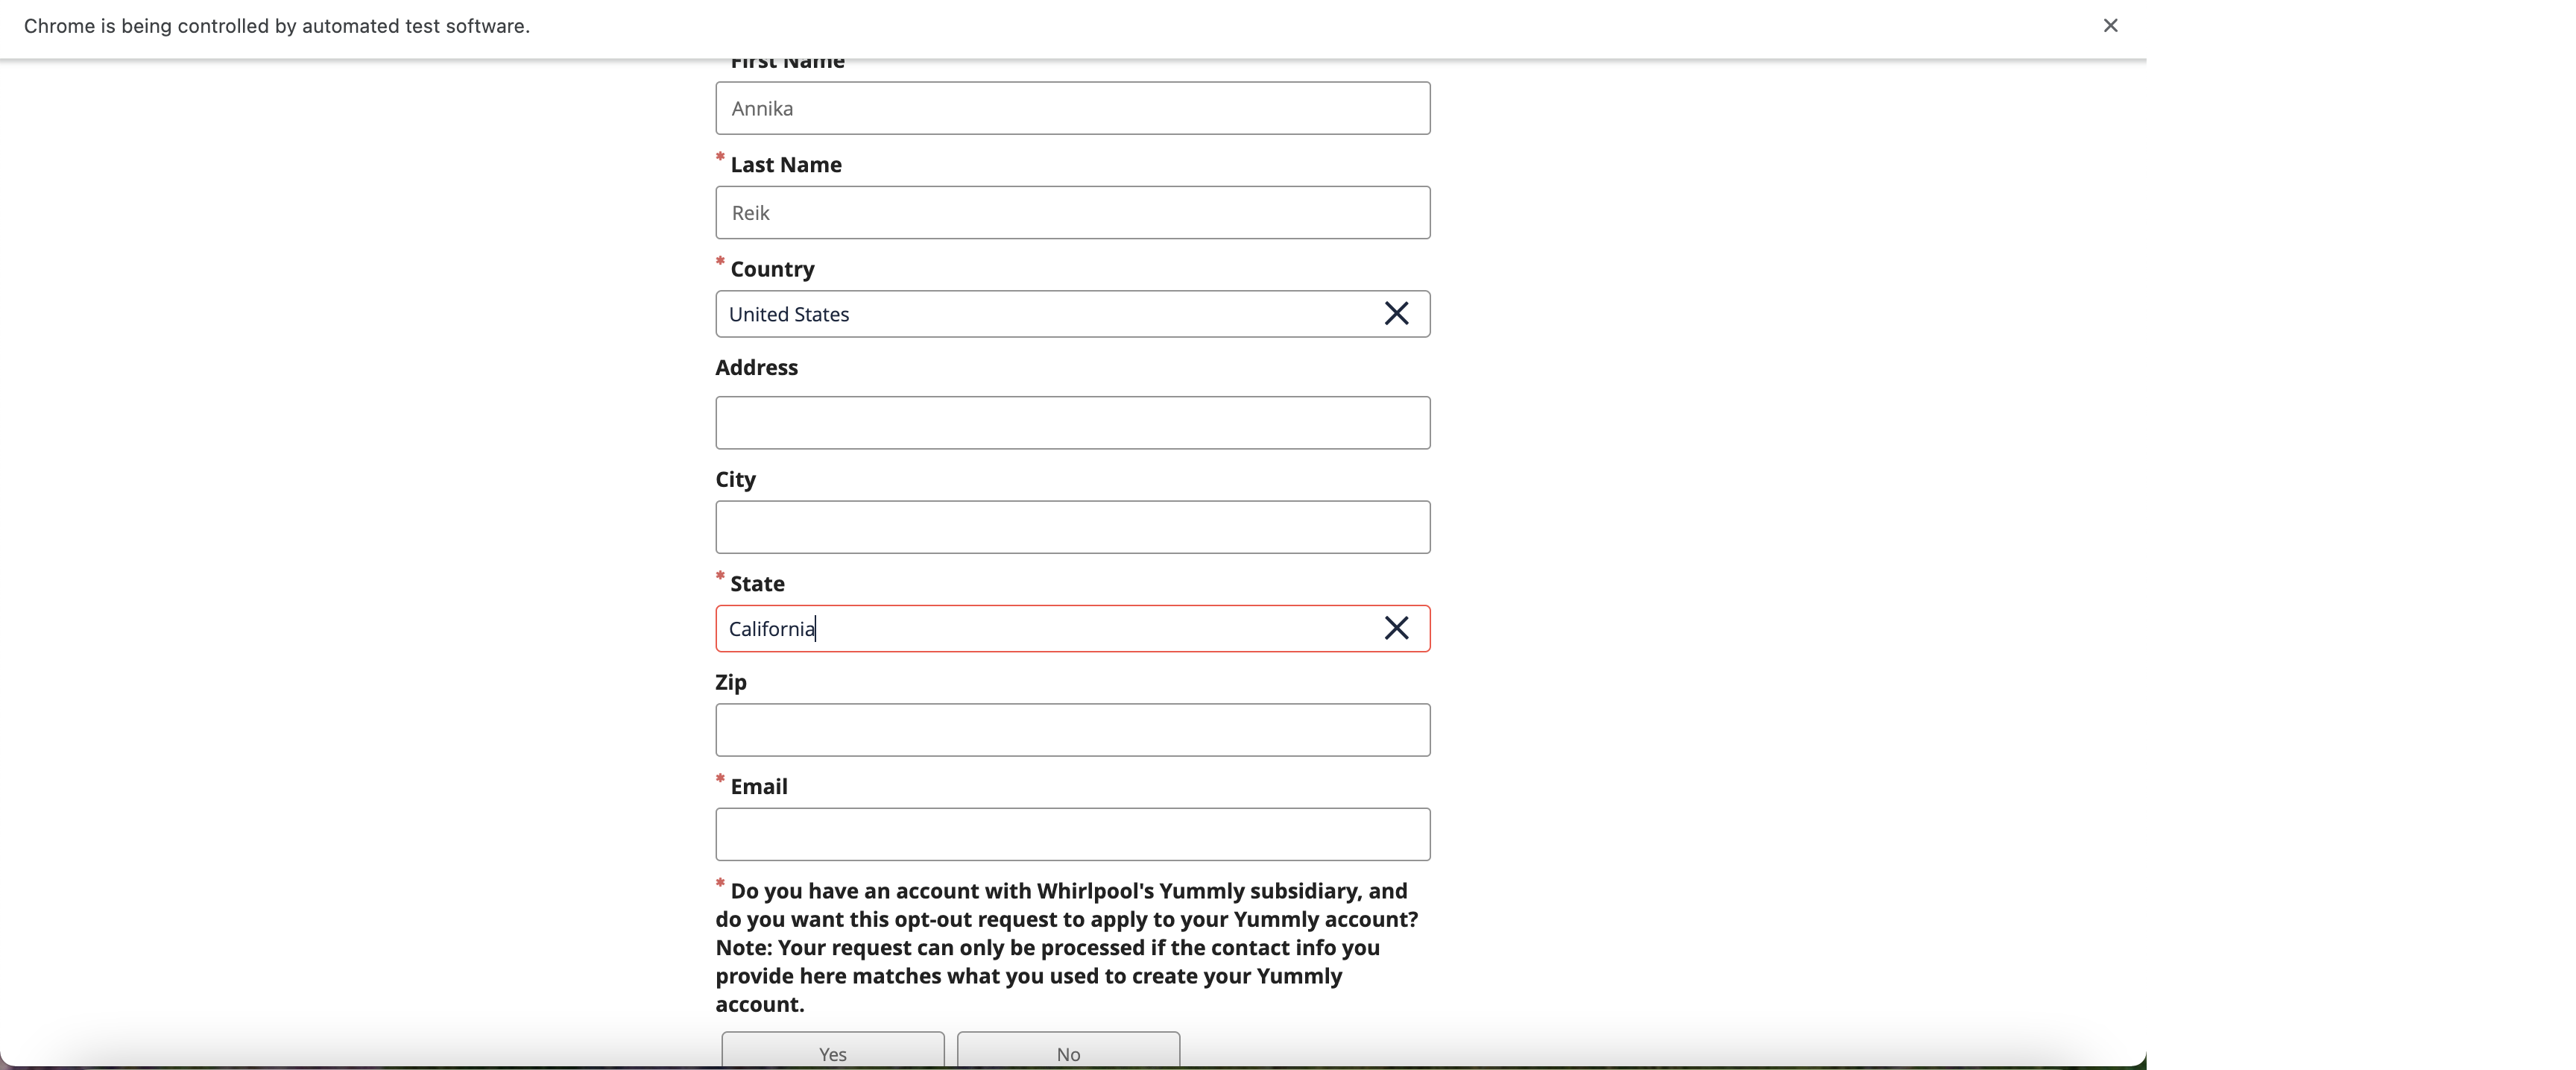 Chrome is being controlled by automated test software.
First Name
Annika
* Last Name
Reik
* Country
United States
Address
City
* State
California
Zip
* Email
* Do you have an account with Whirlpool's Yummly subsidiary, and
do you want this opt-out request to apply to your Yummly account?
Note: Your request can only be processed if the contact info you
provide here matches what you used to create your Yummly
account.
Yes No